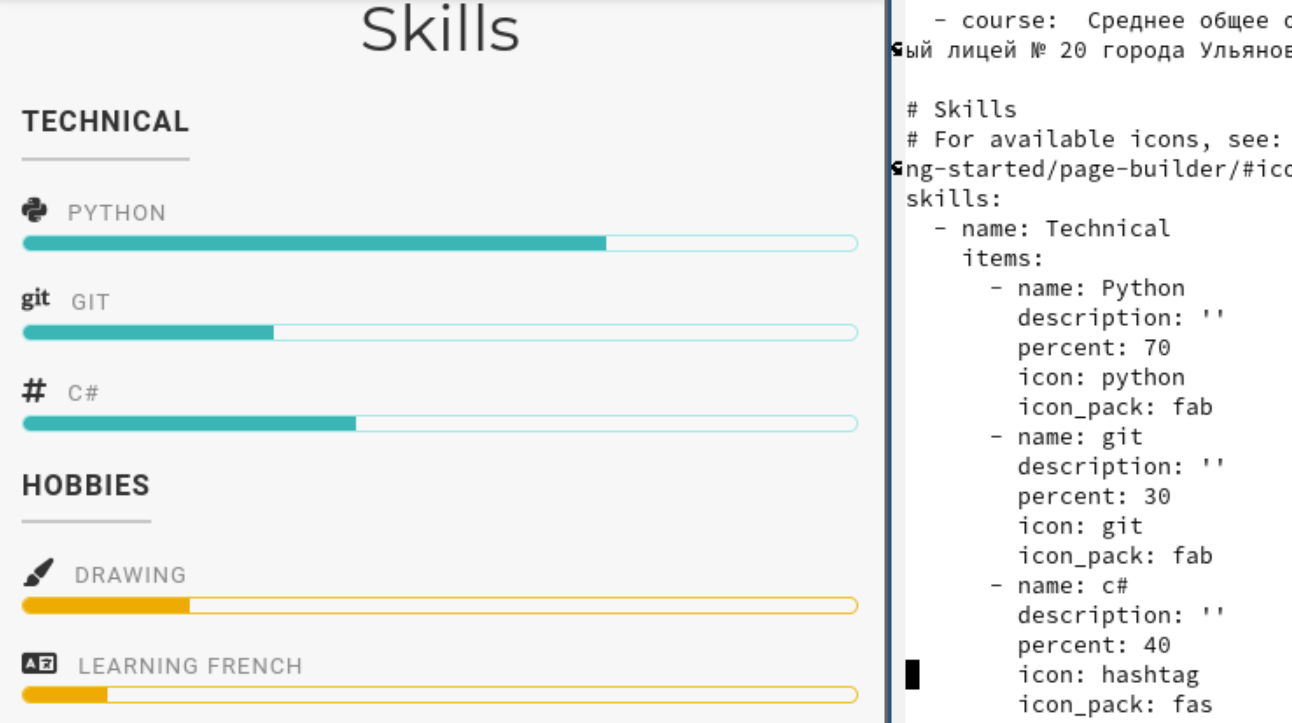 Skills
TECHNICAL
PYTHON
git GIT
# C#
HOBBIES
DRAWING
LEARNING FRENCH
- course:  Среднее общее
ый лицей № 20 города Ульянов
# Skills
# For available icons, see:
ng-started/page-builder/#ico
skills:
- name: Technical
items:
- name: Python
description: ''
percent: 70
icon: python
icon_pack: fab
- name: git
description: ''
percent: 30
icon: git
icon_pack: fab
- name: c#
description: ''
percent: 40
icon: hashtag
icon_pack: fas